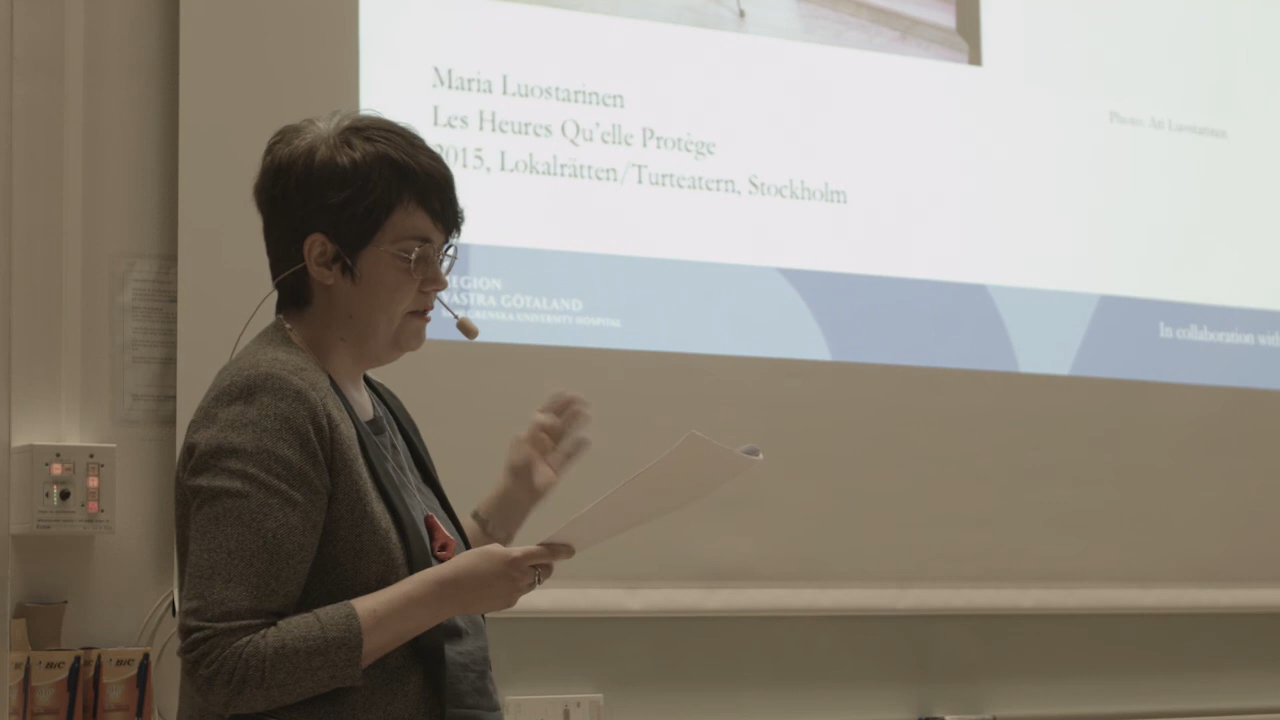 Maria Luostarinen
Les Heures Qu'elle Protège
2015, Lokalrätten/Turteatern, Stockholm
Photo: Ari Luostarinen
REGION
VÄSTRA GÖTALAND
UNIVERSITY HOSPITAL
In collaboration with
BIC
BIC